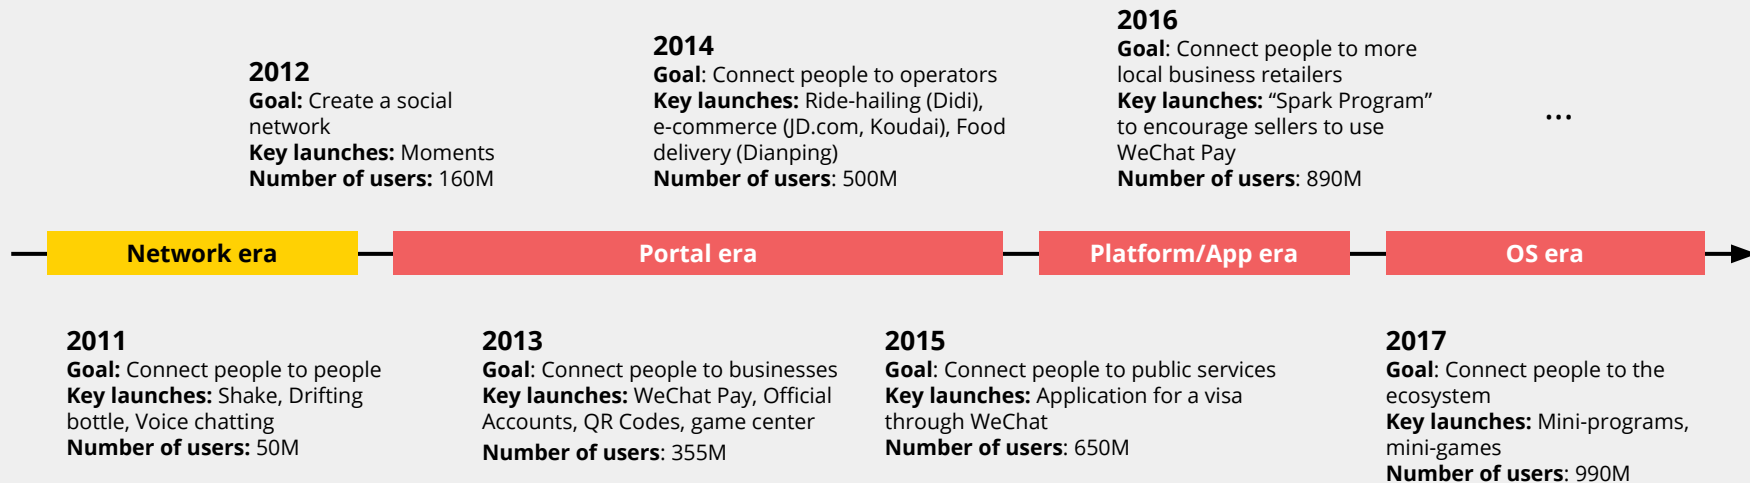 2012
Goal: Create a social
network
Key launches: Moments
Number of users: 160M
2014
Goal: Connect people to operators
Key launches: Ride-hailing (Didi),
e-commerce (JD.com, Koudai), Food
delivery (Dianping)
Number of users: 500M
2016
Goal: Connect people to more
local business retailers
Key launches: “Spark Program”
to encourage sellers to use
WeChat Pay
Number of users: 890M
...
Network era
Portal era
Platform/App era
OS era
2011
Goal: Connect people to people
Key launches: Shake, Drifting
bottle, Voice chatting
Number of users: 50M
2013
Goal: Connect people to businesses
Key launches: WeChat Pay, Official
Accounts, QR Codes, game center
Number of users: 355M
2015
Goal: Connect people to public services
Key launches: Application for a visa
through WeChat
Number of users: 650M
2017
Goal: Connect people to the
ecosystem
Key launches: Mini-programs,
mini-games
Number of users: 990M